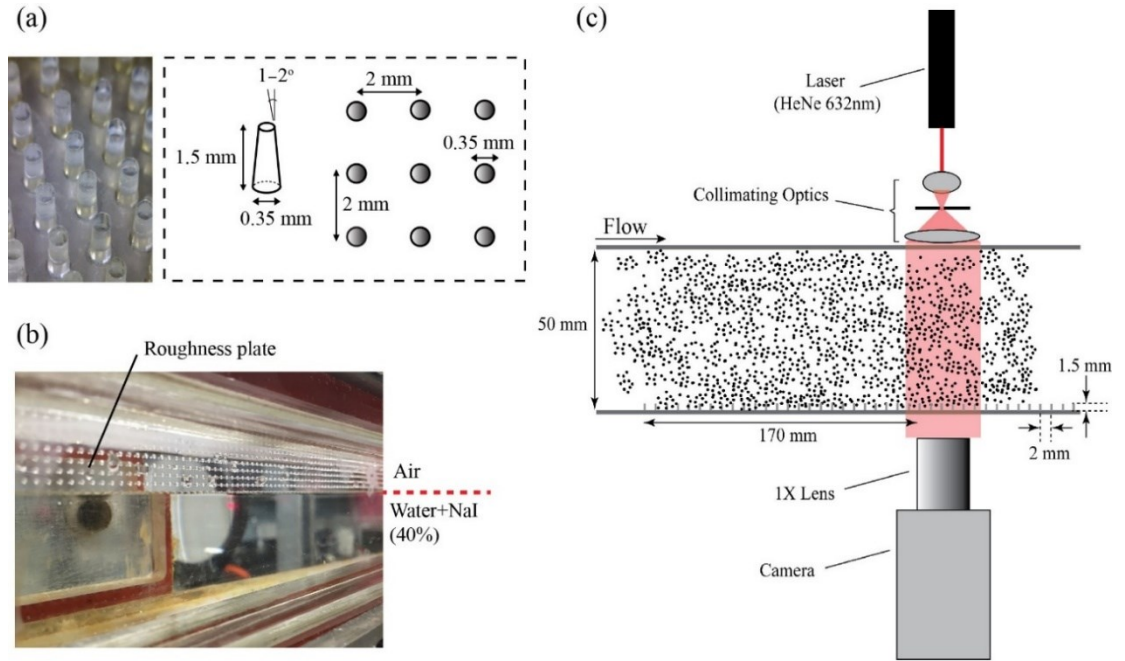 (a)
1–2°
2 mm
1.5 mm
0.35 mm
0.35 mm
2 mm
(b)
Roughness plate
Air
Water+NaI
(40%)
(c)
Laser
(HeNe 632nm)
Collimating Optics
Flow
50 mm
1.5 mm
170 mm
2 mm
1X Lens
Camera